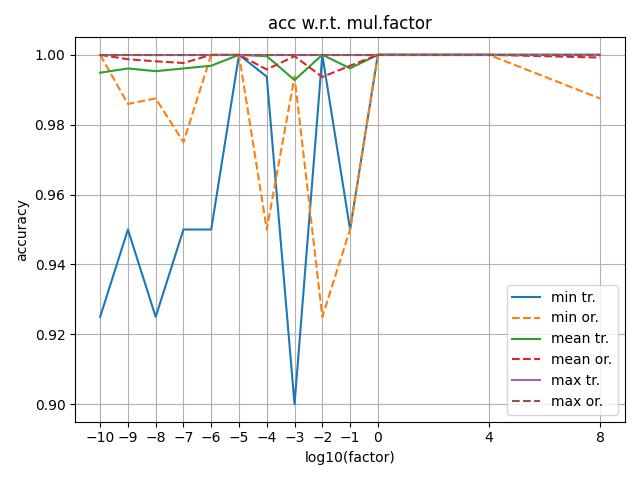 acc w.r.t. mul.factor
1.00
0.98
0.96
0.94
0.92
0.90
accuracy
min tr.
min or.
mean tr.
mean or.
max tr.
max or.
−10 −9 −8 −7 −6 −5 −4 −3 −2 −1 0 4 8
log10(factor)